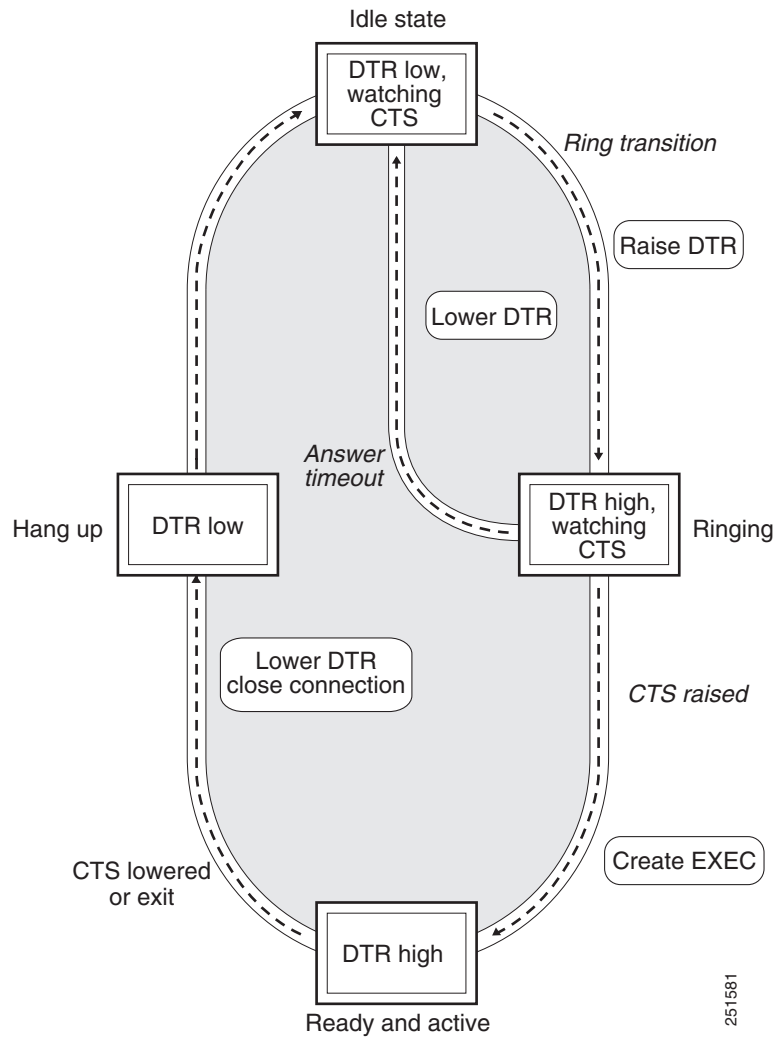 Idle state
DTR low,
watching
CTS
Ring transition
Raise DTR
Lower DTR
Answer
timeout
Hang up
DTR low
DTR high,
watching
CTS
Ringing
Lower DTR
close connection
CTS raised
CTS lowered
or exit
Create EXEC
DTR high
Ready and active
251581